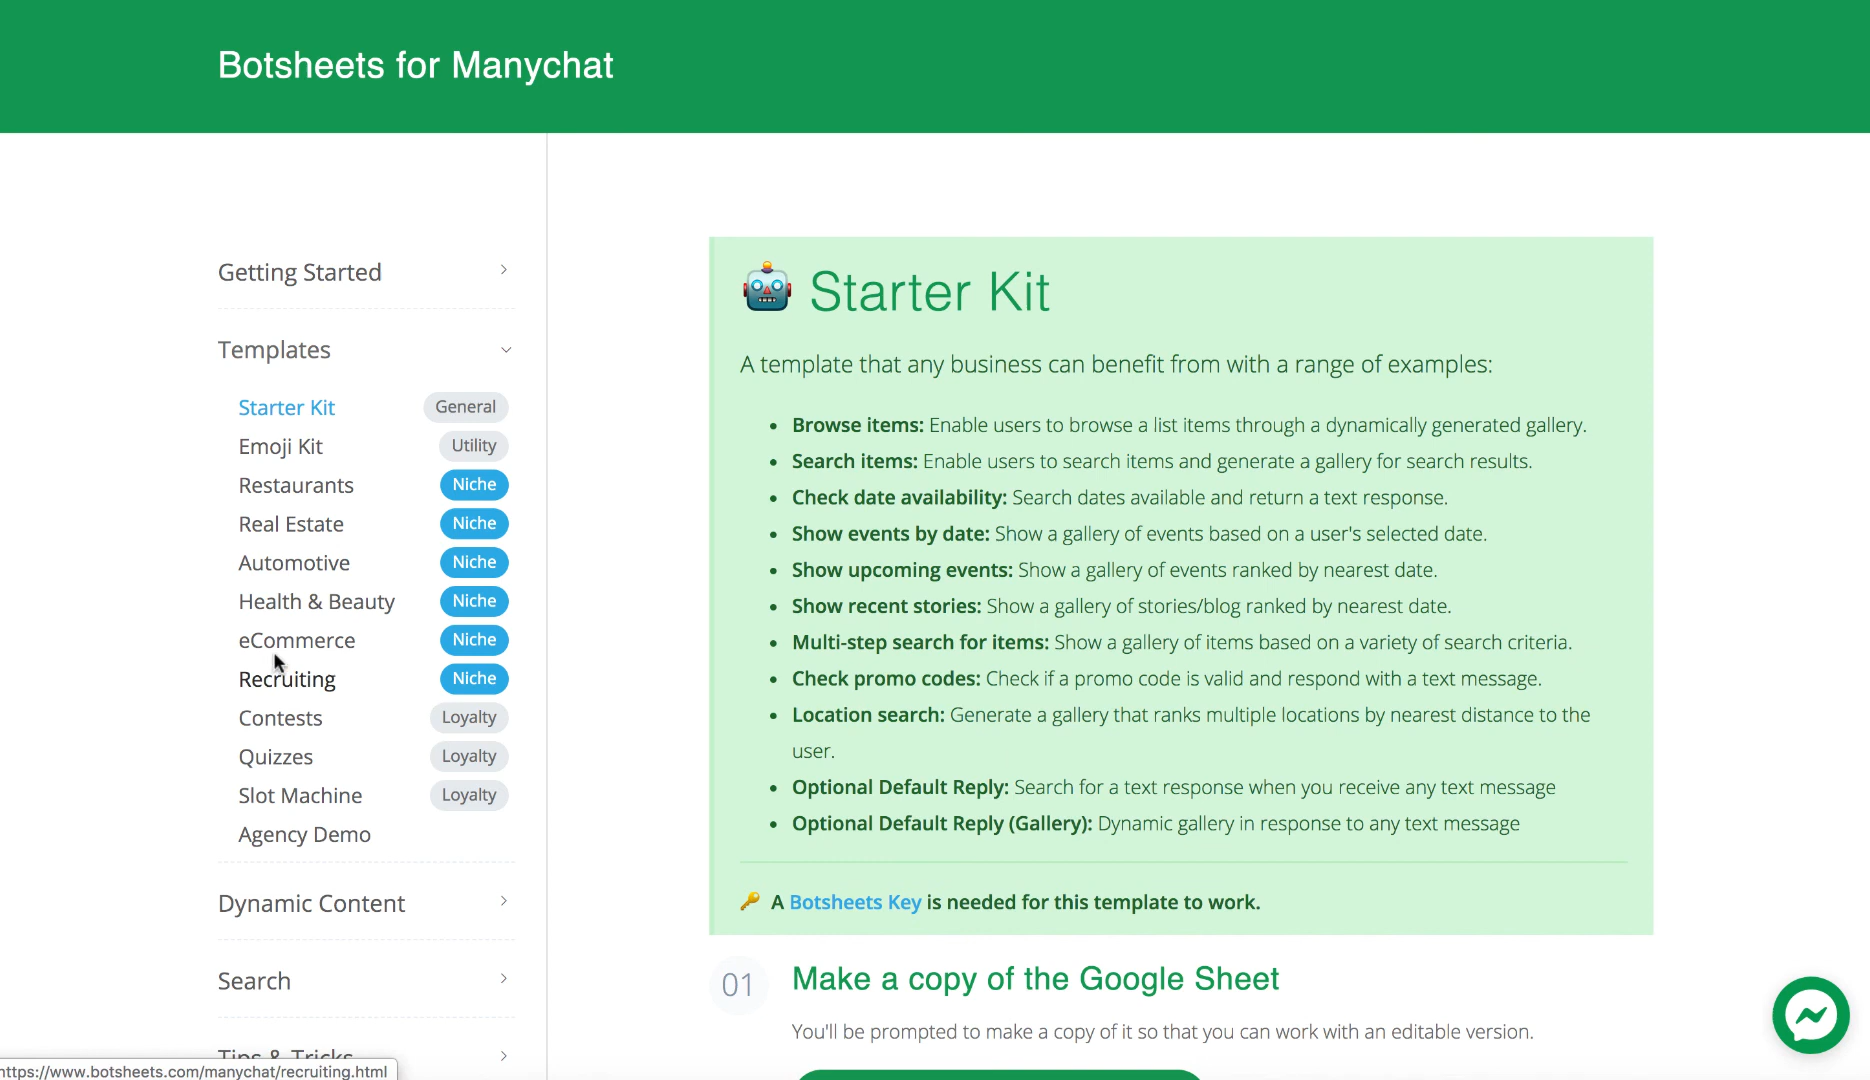 Botsheets for Manychat
Getting Started
Templates
Starter Kit General
Emoji Kit Utility
Restaurants Niche
Real Estate Niche
Automotive Niche
Health & Beauty Niche
eCommerce Niche
Recruiting Niche
Contests Loyalty
Quizzes Loyalty
Slot Machine Loyalty
Agency Demo
Dynamic Content
Search
Tips & Tricks
https://www.botsheets.com/manychat/recruiting.html
Starter Kit
A template that any business can benefit from with a range of examples:
Browse items: Enable users to browse a list items through a dynamically generated gallery.
Search items: Enable users to search items and generate a gallery for search results.
Check date availability: Search dates available and return a text response.
Show events by date: Show a gallery of events based on a user's selected date.
Show upcoming events: Show a gallery of events ranked by nearest date.
Show recent stories: Show a gallery of stories/blog ranked by nearest date.
Multi-step search for items: Show a gallery of items based on a variety of search criteria.
Check promo codes: Check if a promo code is valid and respond with a text message.
Location search: Generate a gallery that ranks multiple locations by nearest distance to the
user.
Optional Default Reply: Search for a text response when you receive any text message
Optional Default Reply (Gallery): Dynamic gallery in response to any text message
A Botsheets Key is needed for this template to work.
01 Make a copy of the Google Sheet
You'll be prompted to make a copy of it so that you can work with an editable version.